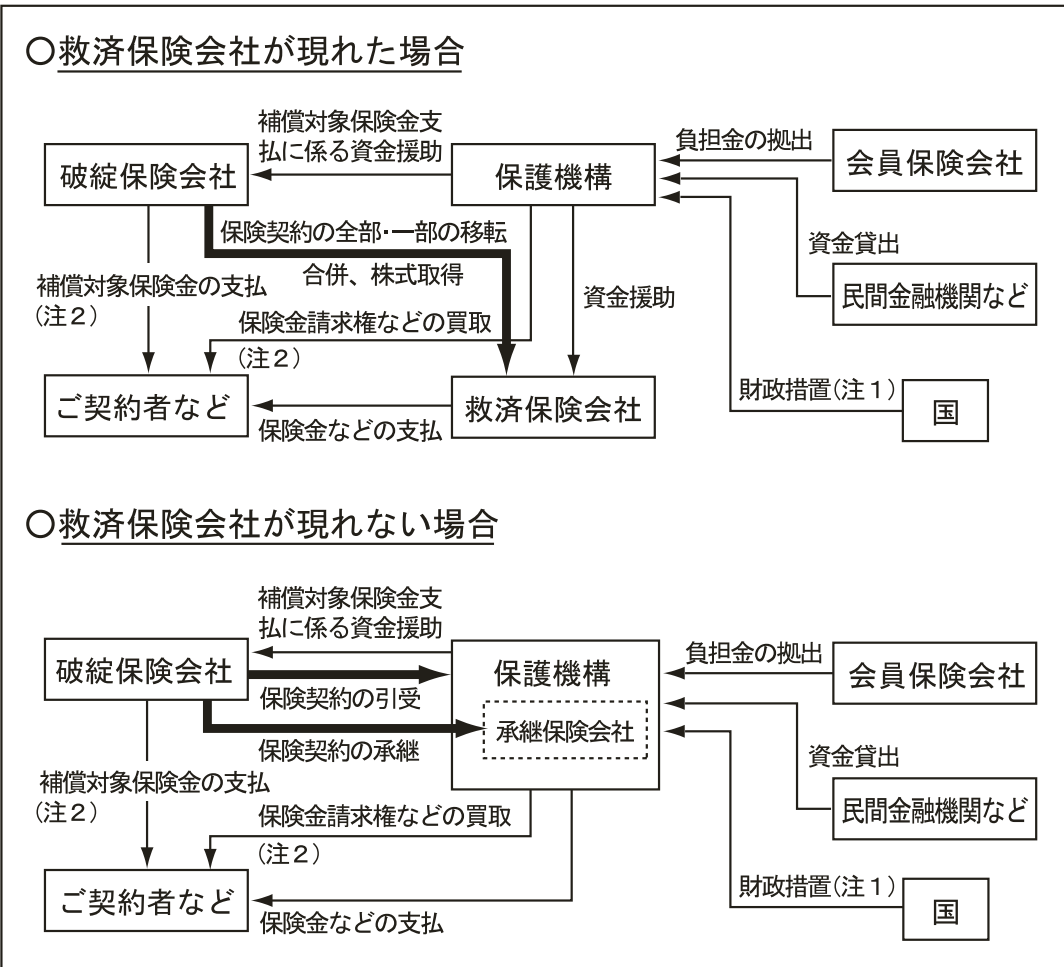 ○救済保険会社が現れた場合
補償対象保険金支
払に係る資金援助
負担金の拠出
破綻保険会社
保護機構
会員保険会社
保険契約の全部・一部の移転
合併、株式取得
資金貸出
補償対象保険金の支払
(注2)
資金援助
民間金融機関など
保険金請求権などの買取
(注2)
財政措置(注1)
ご契約者など
救済保険会社
国
保険金などの支払
○救済保険会社が現れない場合
補償対象保険金支
払に係る資金援助
負担金の拠出
破綻保険会社
保護機構
会員保険会社
保険契約の引受
承継保険会社
保険契約の承継
資金貸出
補償対象保険金の支払
(注2)
民間金融機関など
保険金請求権などの買取
(注2)
財政措置(注1)
ご契約者など
国
保険金などの支払